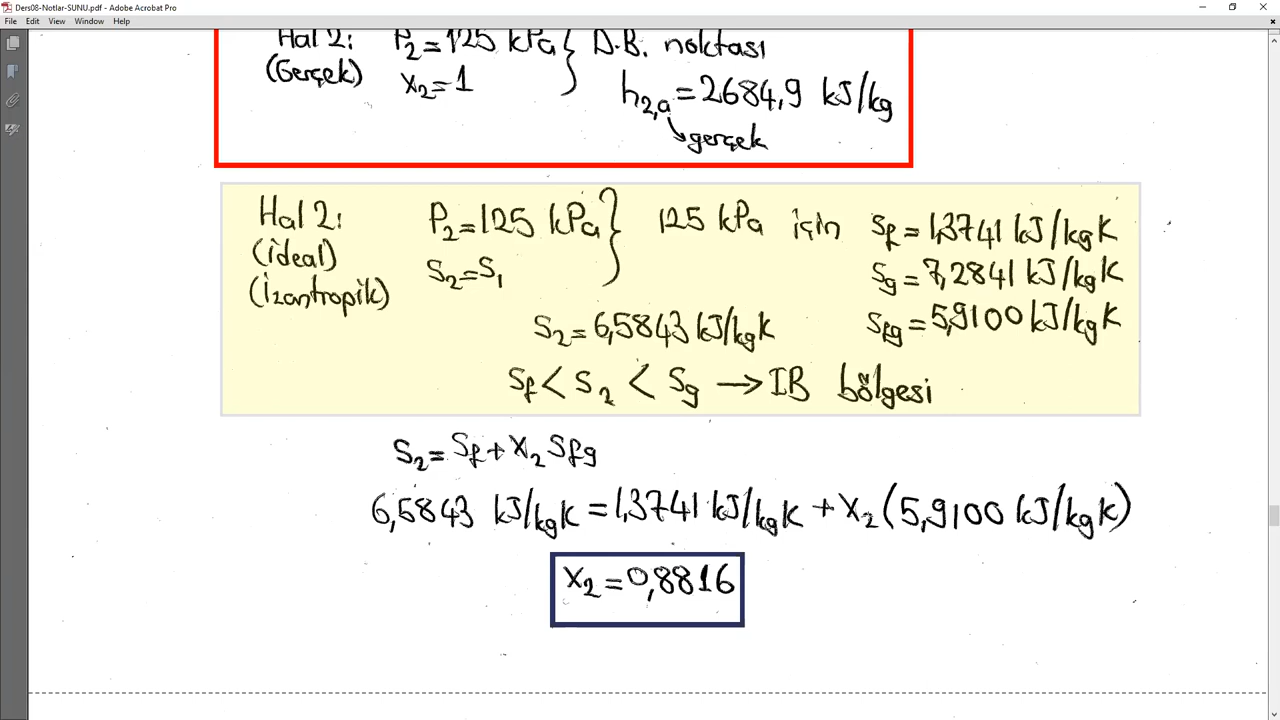 Ders08-Notlar-SUNU.pdf - Adobe Acrobat Pro
File Edit View Window Help
Hal 2: P₂=125 kPa } D.B. noktası
(Gerçek) x₂=1 h₂,a=2684,9 kJ/kg
gerçek
Hal 2: P₂=125 kPa } 125 kPa için sf=1,3741 kJ/kgK
(ideal) s₂=s₁ sg=7,2841 kJ/kgK
(İzantropik) s₂=6,5843 kJ/kgK sfg=5,9100 kJ/kgK
sf < s₂ < sg → IB bölgesi
s₂=sf+x₂ sfg
6,5843 kJ/kgK =1,3741 kJ/kgK + x₂(5,9100 kJ/kgK)
x₂=0,8816